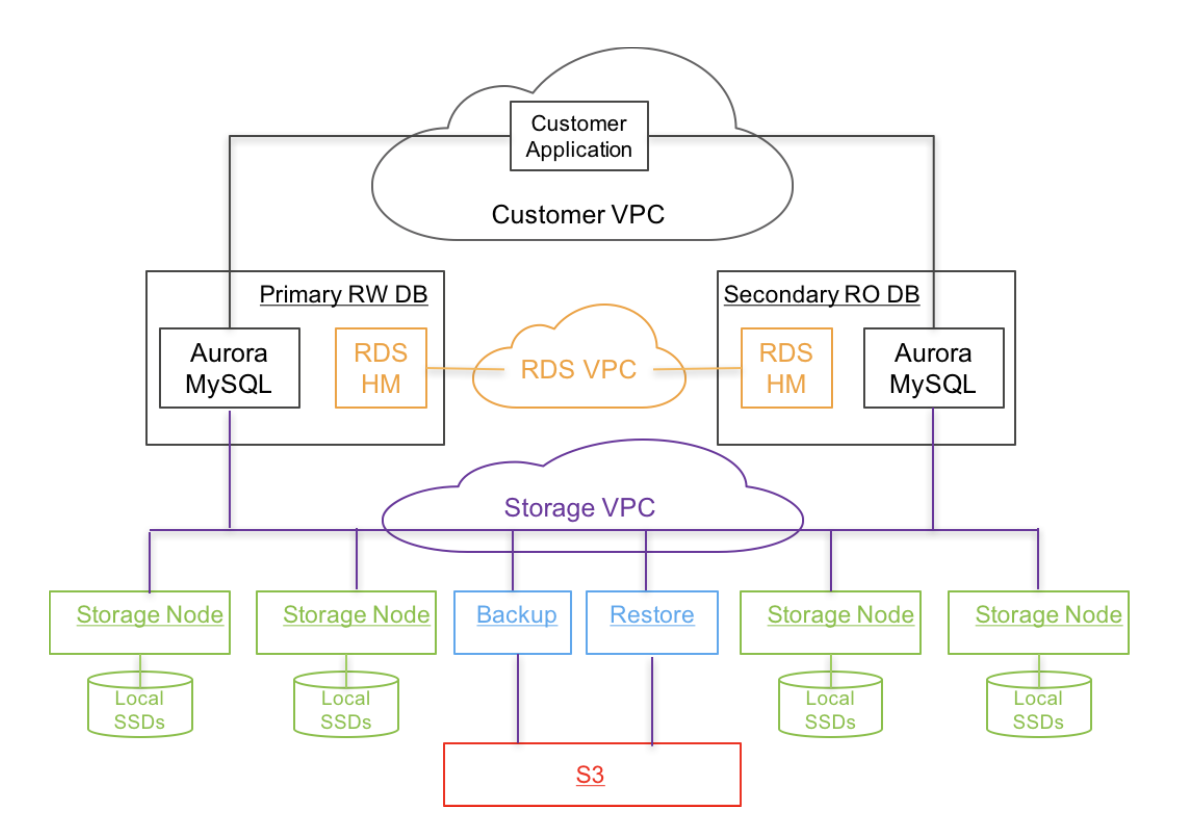 Customer
Application
Customer VPC
Primary RW DB
Secondary RO DB
Aurora
MySQL
RDS
HM
RDS VPC
RDS
HM
Aurora
MySQL
Storage VPC
Storage Node
Storage Node
Backup
Restore
Storage Node
Storage Node
Local
SSDs
Local
SSDs
Local
SSDs
Local
SSDs
S3